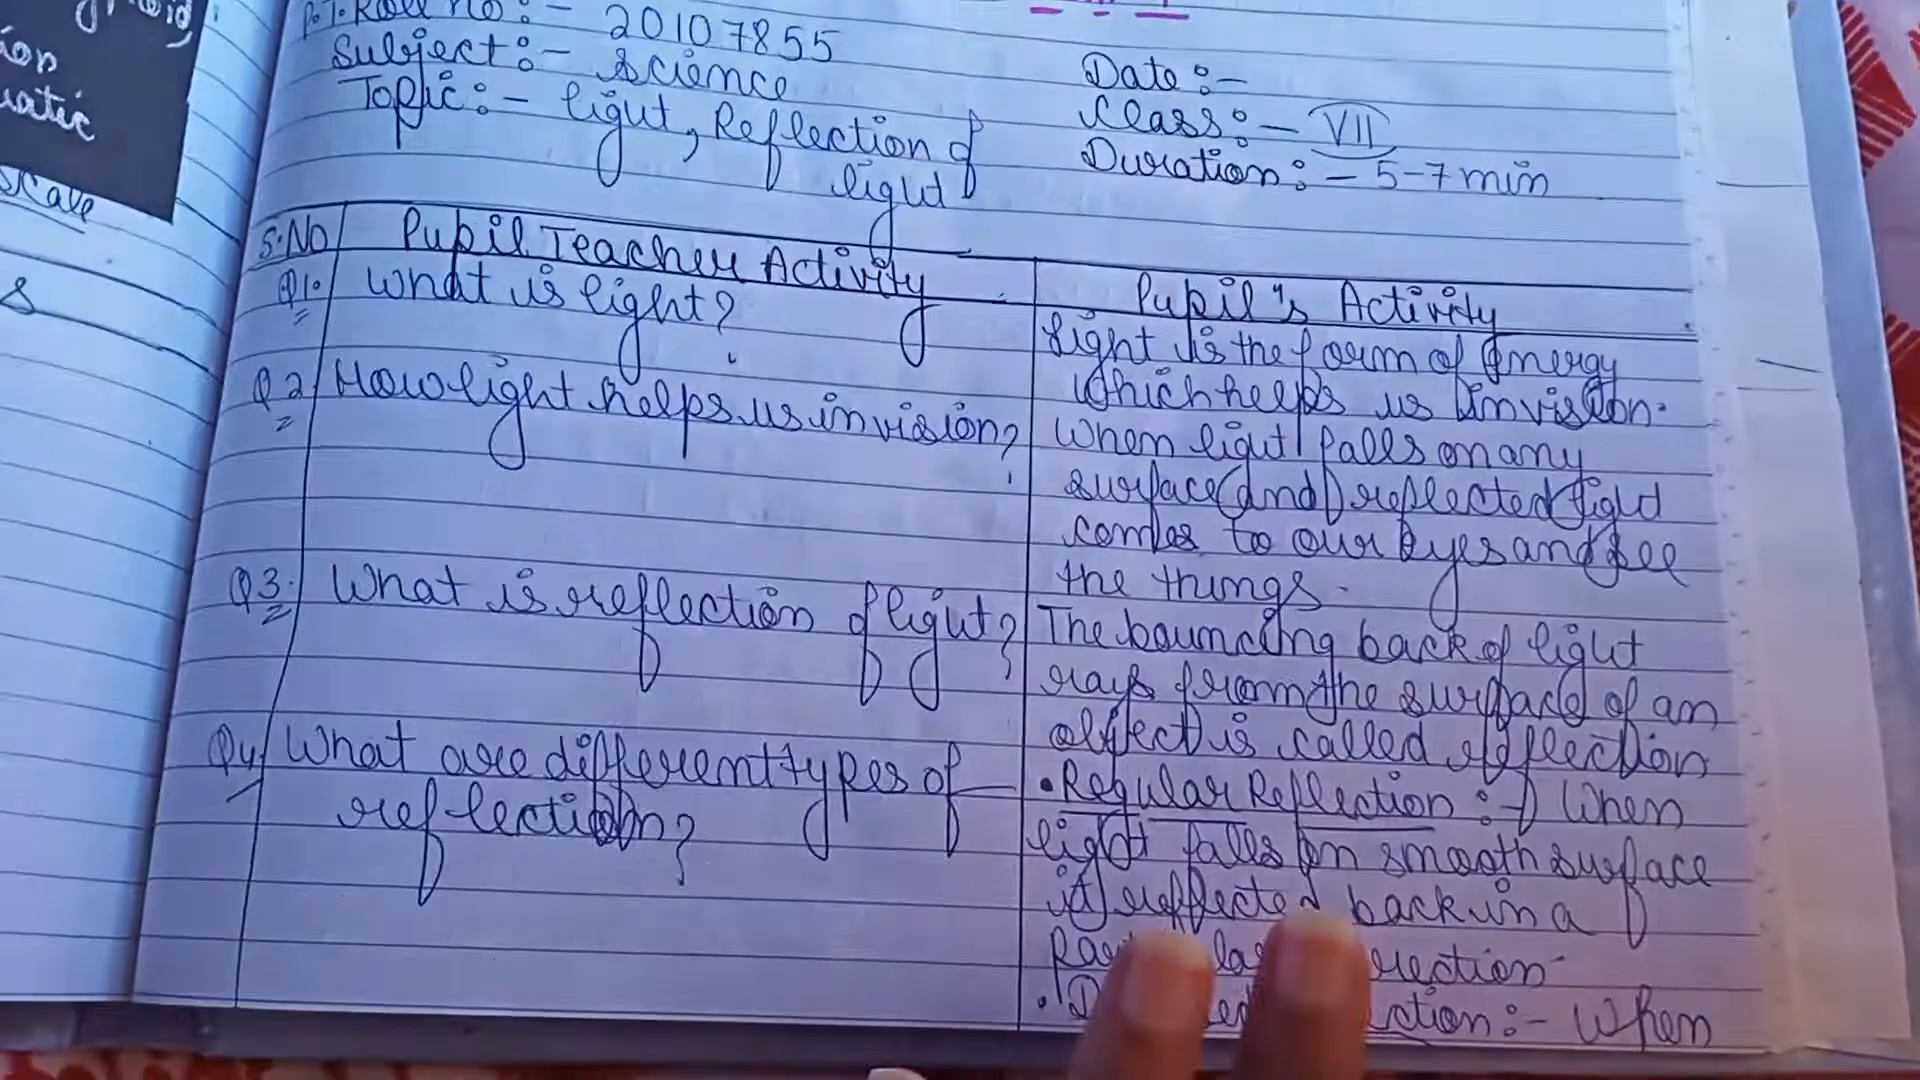 ion
uatic
scale
s
P.T. Roll no :- 20107855
Subject :- Science
Topic :- light, Reflection of
light
Date :-
Class :- VII
Duration :- 5-7 min
S.No Pupil Teacher Activity
Pupil's Activity
Q1. What is light?
Light is the form of Energy
which helps us in vision.
Q2 How light helps us in vision?
When light falls on any
surface and reflected light
comes to our eyes and see
the things.
Q3. What is reflection of light?
The bouncing back of light
rays from the surface of an
object is called reflection
Q4 What are different types of
reflection?
• Regular Reflection :- When
light falls on smooth surface
it reflected back in a
rection
ction :- When